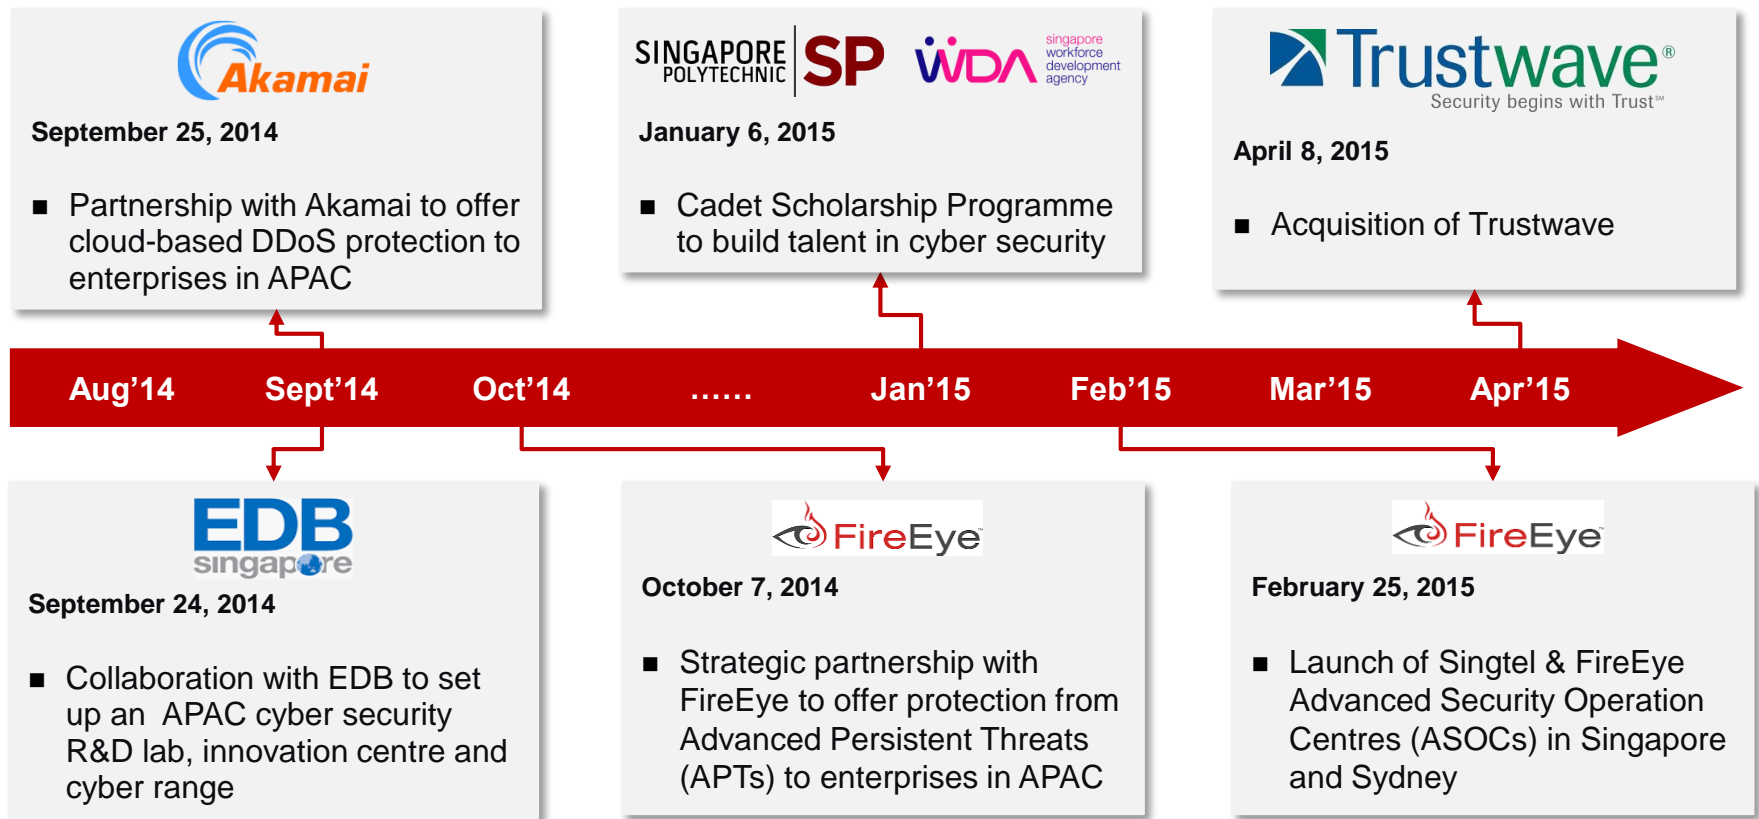 Akamai
September 25, 2014
■ Partnership with Akamai to offer
cloud-based DDoS protection to
enterprises in APAC
SINGAPORE
POLYTECHNIC
SP
WDA
singapore
workforce
development
agency
January 6, 2015
■ Cadet Scholarship Programme
to build talent in cyber security
Trustwave®
Security begins with Trust℠
April 8, 2015
■ Acquisition of Trustwave
Aug’14 Sept’14 Oct’14 …… Jan’15 Feb’15 Mar’15 Apr’15
EDB
singapore
September 24, 2014
■ Collaboration with EDB to set
up an APAC cyber security
R&D lab, innovation centre and
cyber range
FireEye™
October 7, 2014
■ Strategic partnership with
FireEye to offer protection from
Advanced Persistent Threats
(APTs) to enterprises in APAC
FireEye™
February 25, 2015
■ Launch of Singtel & FireEye
Advanced Security Operation
Centres (ASOCs) in Singapore
and Sydney